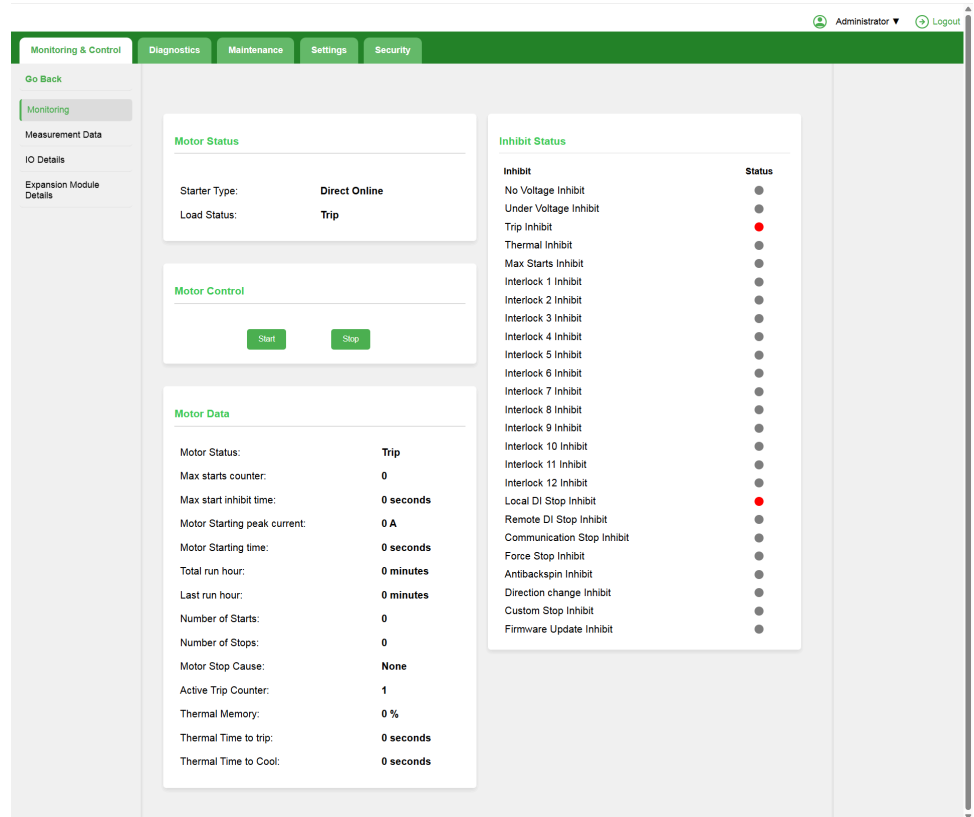 Administrator ▼ Logout
Monitoring & Control Diagnostics Maintenance Settings Security
Go Back
Monitoring
Measurement Data
IO Details
Expansion Module
Details
Motor Status
Starter Type: Direct Online
Load Status: Trip
Motor Control
Start Stop
Motor Data
Motor Status: Trip
Max starts counter: 0
Max start inhibit time: 0 seconds
Motor Starting peak current: 0 A
Motor Starting time: 0 seconds
Total run hour: 0 minutes
Last run hour: 0 minutes
Number of Starts: 0
Number of Stops: 0
Motor Stop Cause: None
Active Trip Counter: 1
Thermal Memory: 0 %
Thermal Time to trip: 0 seconds
Thermal Time to Cool: 0 seconds
Inhibit Status
Inhibit Status
No Voltage Inhibit
Under Voltage Inhibit
Trip Inhibit
Thermal Inhibit
Max Starts Inhibit
Interlock 1 Inhibit
Interlock 2 Inhibit
Interlock 3 Inhibit
Interlock 4 Inhibit
Interlock 5 Inhibit
Interlock 6 Inhibit
Interlock 7 Inhibit
Interlock 8 Inhibit
Interlock 9 Inhibit
Interlock 10 Inhibit
Interlock 11 Inhibit
Interlock 12 Inhibit
Local DI Stop Inhibit
Remote DI Stop Inhibit
Communication Stop Inhibit
Force Stop Inhibit
Antibackspin Inhibit
Direction change Inhibit
Custom Stop Inhibit
Firmware Update Inhibit